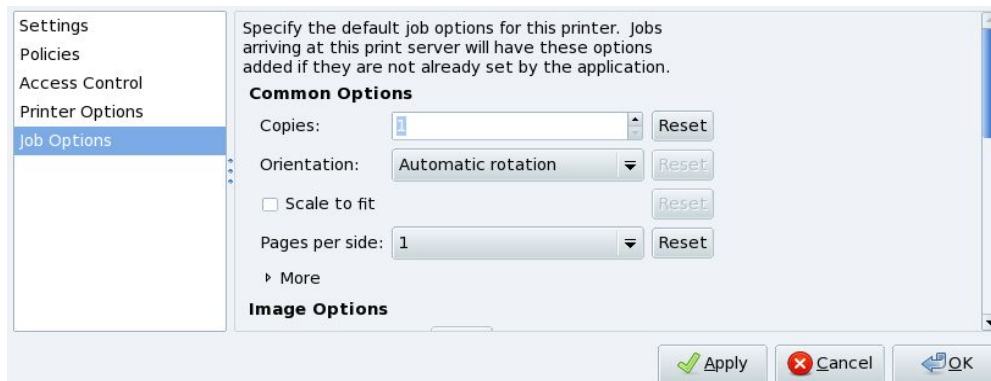 Settings
Policies
Access Control
Printer Options
Job Options
Specify the default job options for this printer. Jobs
arriving at this print server will have these options
added if they are not already set by the application.
Common Options
Copies: 1 Reset
Orientation: Automatic rotation Reset
Scale to fit Reset
Pages per side: 1 Reset
More
Image Options
Apply Cancel OK